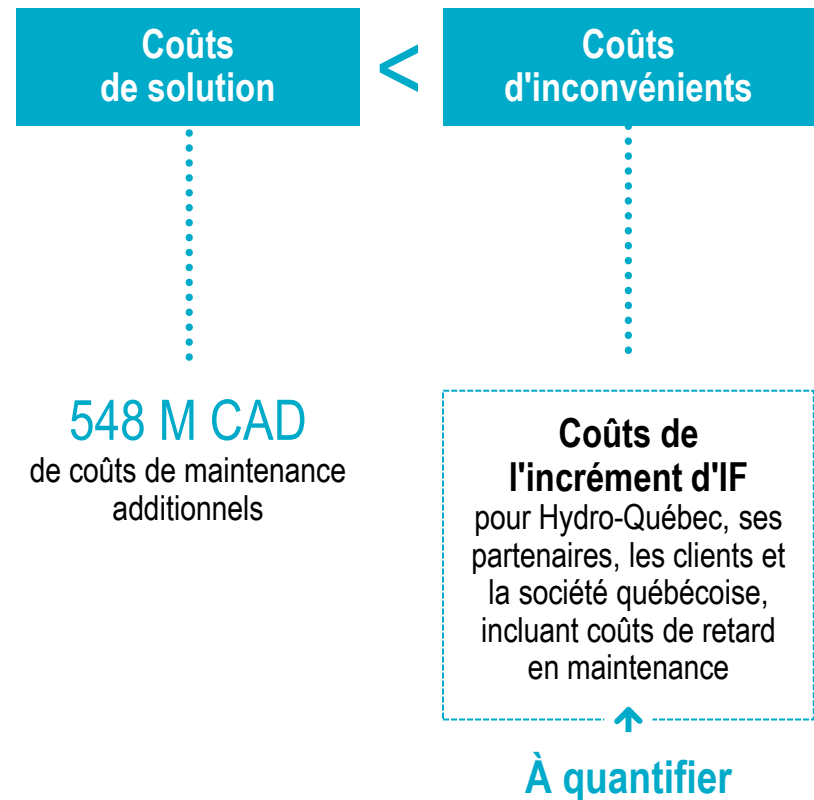 Coûts
de solution
<
Coûts
d'inconvénients
548 M CAD
de coûts de maintenance
additionnels
Coûts de
l'incrément d'IF
pour Hydro-Québec, ses
partenaires, les clients et
la société québécoise,
incluant coûts de retard
en maintenance
À quantifier